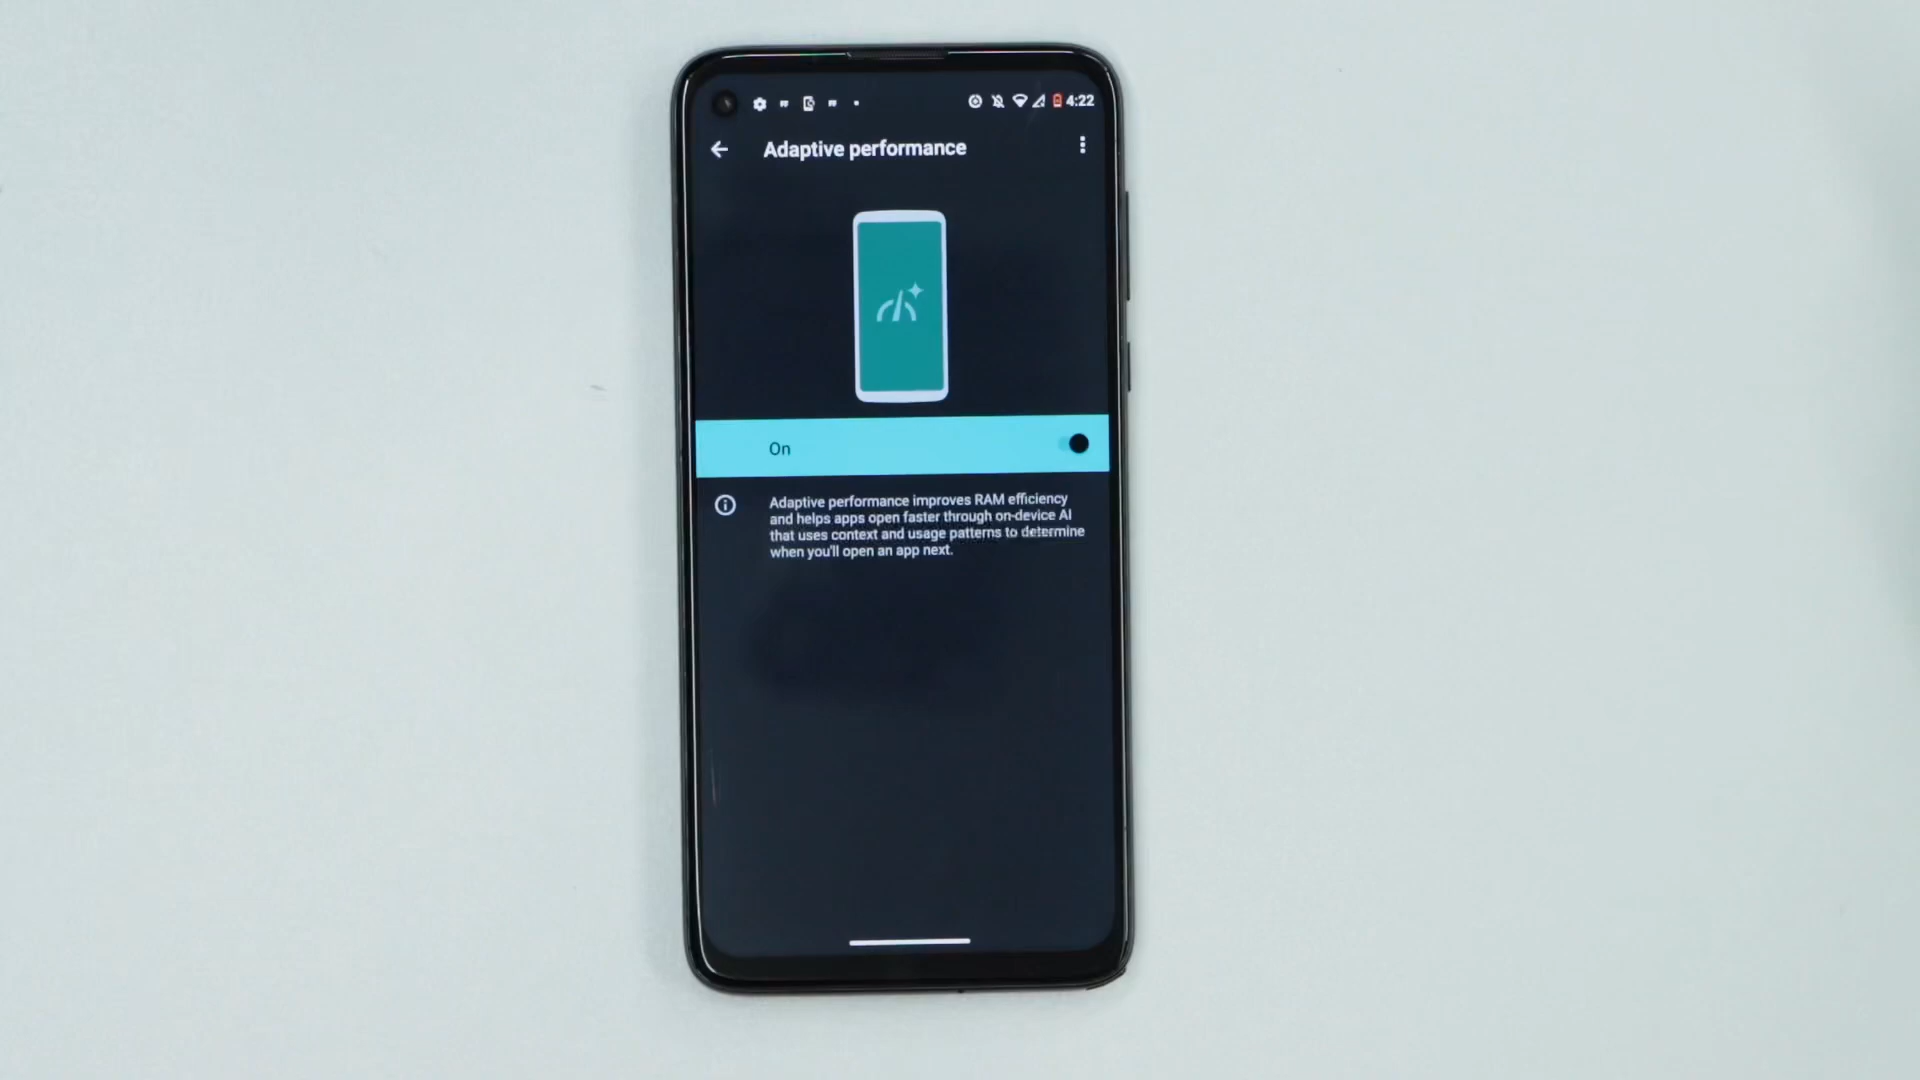 4:22
Adaptive performance
On
Adaptive performance improves RAM efficiency
and helps apps open faster through on-device AI
that uses context and usage patterns to determine
when you'll open an app next.